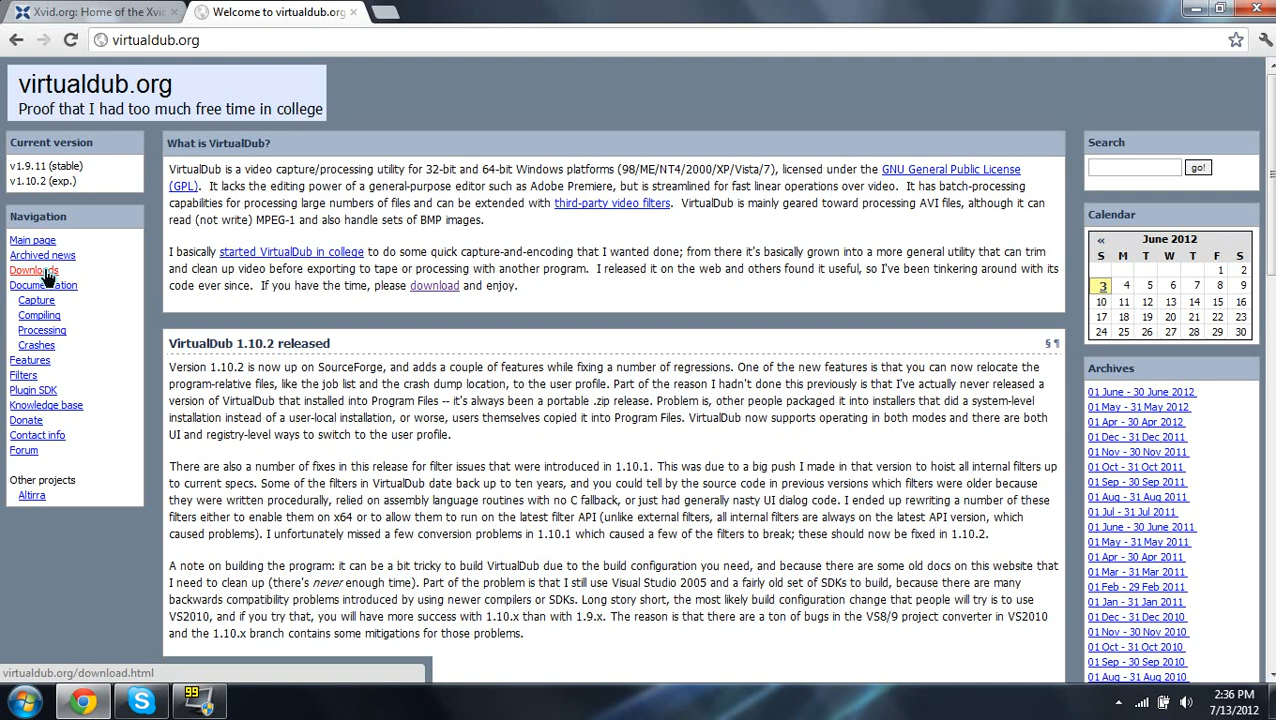 Xvid.org: Home of the Xvic
Welcome to virtualdub.org
virtualdub.org
virtualdub.org
Proof that I had too much free time in college
Current version
v1.9.11 (stable)
v1.10.2 (exp.)
Navigation
Main page
Archived news
Downloads
Documentation
Capture
Compiling
Processing
Crashes
Features
Filters
Plugin SDK
Knowledge base
Donate
Contact info
Forum
Other projects
Altirra
What is VirtualDub?
VirtualDub is a video capture/processing utility for 32-bit and 64-bit Windows platforms (98/ME/NT4/2000/XP/Vista/7), licensed under the GNU General Public License
(GPL). It lacks the editing power of a general-purpose editor such as Adobe Premiere, but is streamlined for fast linear operations over video. It has batch-processing
capabilities for processing large numbers of files and can be extended with third-party video filters. VirtualDub is mainly geared toward processing AVI files, although it can
read (not write) MPEG-1 and also handle sets of BMP images.
I basically started VirtualDub in college to do some quick capture-and-encoding that I wanted done; from there it's basically grown into a more general utility that can trim
and clean up video before exporting to tape or processing with another program. I released it on the web and others found it useful, so I've been tinkering around with its
code ever since. If you have the time, please download and enjoy.
VirtualDub 1.10.2 released § ¶
Version 1.10.2 is now up on SourceForge, and adds a couple of features while fixing a number of regressions. One of the new features is that you can now relocate the
program-relative files, like the job list and the crash dump location, to the user profile. Part of the reason I hadn't done this previously is that I've actually never released a
version of VirtualDub that installed into Program Files -- it's always been a portable .zip release. Problem is, other people packaged it into installers that did a system-level
installation instead of a user-local installation, or worse, users themselves copied it into Program Files. VirtualDub now supports operating in both modes and there are both
UI and registry-level ways to switch to the user profile.
There are also a number of fixes in this release for filter issues that were introduced in 1.10.1. This was due to a big push I made in that version to hoist all internal filters up
to current specs. Some of the filters in VirtualDub date back up to ten years, and you could tell by the source code in previous versions which filters were older because
they were written procedurally, relied on assembly language routines with no C fallback, or just had generally nasty UI dialog code. I ended up rewriting a number of these
filters either to enable them on x64 or to allow them to run on the latest filter API (unlike external filters, all internal filters are always on the latest API version, which
caused problems). I unfortunately missed a few conversion problems in 1.10.1 which caused a few of the filters to break; these should now be fixed in 1.10.2.
A note on building the program: it can be a bit tricky to build VirtualDub due to the build configuration you need, and because there are some old docs on this website that
I need to clean up (there's never enough time). Part of the problem is that I still use Visual Studio 2005 and a fairly old set of SDKs to build, because there are many
backwards compatibility problems introduced by newer compilers or SDKs. Long story short, the most likely build configuration change that people will try is to use
VS2010, and if you try that, you will have more success with 1.10.x than with 1.9.x. The reason is that there are a ton of bugs in the VS8/9 project converter in VS2010
and the 1.10.x branch contains some mitigations for those problems.
Search
go!
Calendar
« June 2012
S M T W T F S
1 2
3 4 5 6 7 8 9
10 11 12 13 14 15 16
17 18 19 20 21 22 23
24 25 26 27 28 29 30
Archives
01 June - 30 June 2012
01 May - 31 May 2012
01 Apr - 30 Apr 2012
01 Dec - 31 Dec 2011
01 Nov - 30 Nov 2011
01 Oct - 31 Oct 2011
01 Sep - 30 Sep 2011
01 Aug - 31 Aug 2011
01 Jul - 31 Jul 2011
01 June - 30 June 2011
01 May - 31 May 2011
01 Apr - 30 Apr 2011
01 Mar - 31 Mar 2011
01 Feb - 29 Feb 2011
01 Jan - 31 Jan 2011
01 Dec - 31 Dec 2010
01 Nov - 30 Nov 2010
01 Oct - 31 Oct 2010
01 Sep - 30 Sep 2010
01 Aug - 31 Aug 2010
virtualdub.org/download.html
99
2:36 PM
7/13/2012